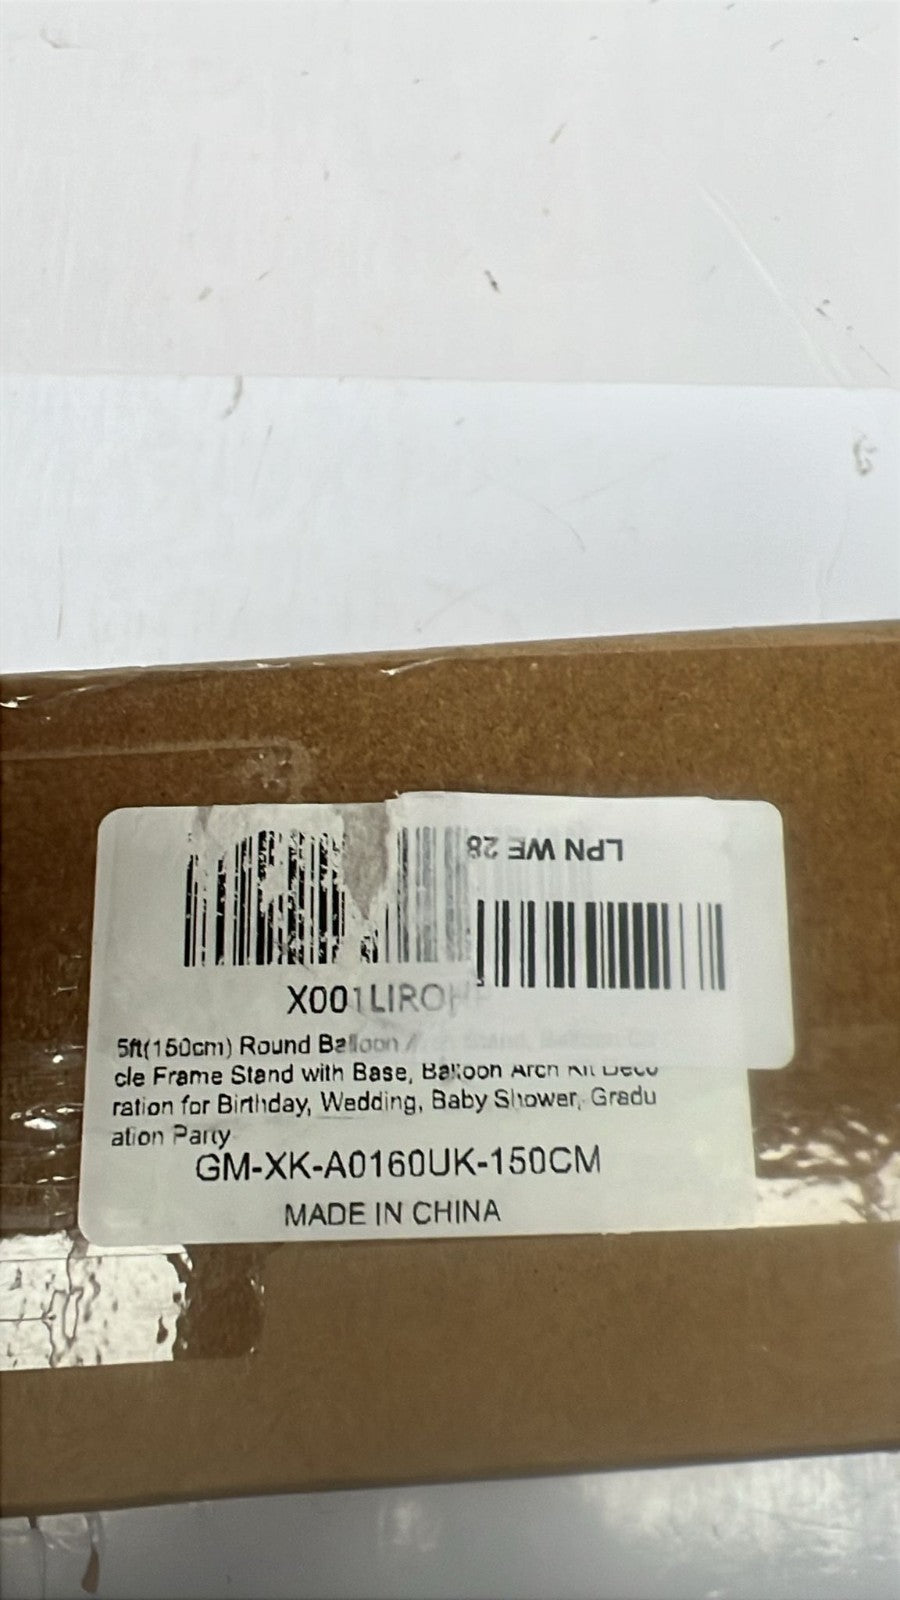 LPN WE 28
X001LIRO
5ft(150cm) Round Balloon
cle Frame Stand with Base, Balloon Arch Kit Deco
ration for Birthday, Wedding, Baby Shower, Gradu
ation Party
GM-XK-A0160UK-150CM
MADE IN CHINA